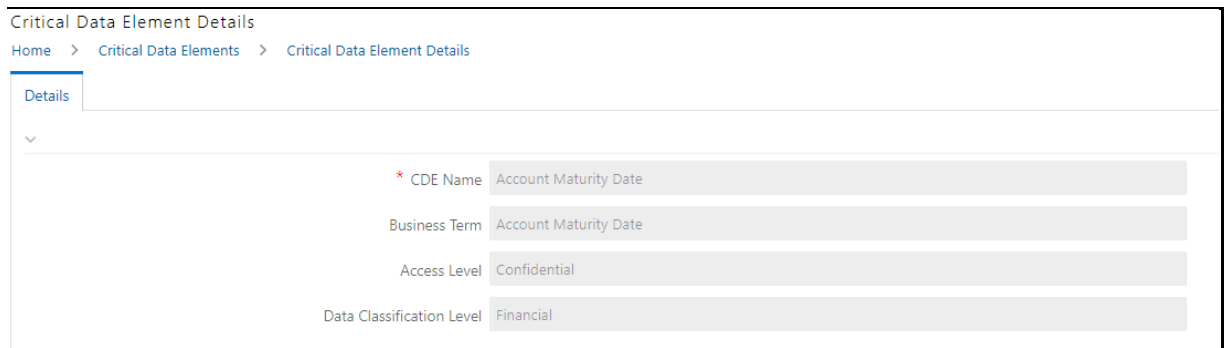 Critical Data Element Details
Home > Critical Data Elements > Critical Data Element Details
Details
* CDE Name Account Maturity Date
Business Term Account Maturity Date
Access Level Confidential
Data Classification Level Financial